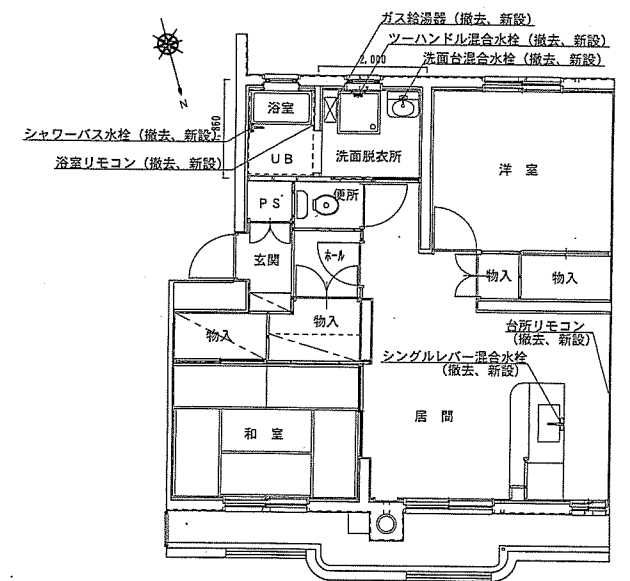 ガス給湯器（撤去、新設）
ツーハンドル混合水栓（撤去、新設）
2,000
洗面台混合水栓（撤去、新設）
N
浴室
シャワーバス水栓（撤去、新設）
860
UB
浴室リモコン（撤去、新設）
洗面脱衣所
洋室
PS
便所
玄関
ホール
物入
物入
物入
物入
台所リモコン
（撤去、新設）
シングルレバー混合水栓
（撤去、新設）
居間
和室